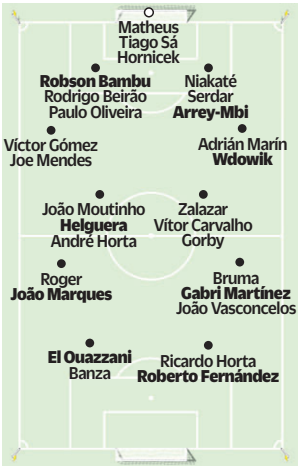 Matheus
Tiago Sá
Hornicek
Robson Bambu
Rodrigo Beirão
Paulo Oliveira
Niakaté
Serdar
Arrey-Mbi
Víctor Gómez
Joe Mendes
Adrián Marín
Wdowik
João Moutinho
Helguera
André Horta
Zalazar
Vítor Carvalho
Gorby
Roger
João Marques
Bruma
Gabri Martínez
João Vasconcelos
El Ouazzani
Banza
Ricardo Horta
Roberto Fernández